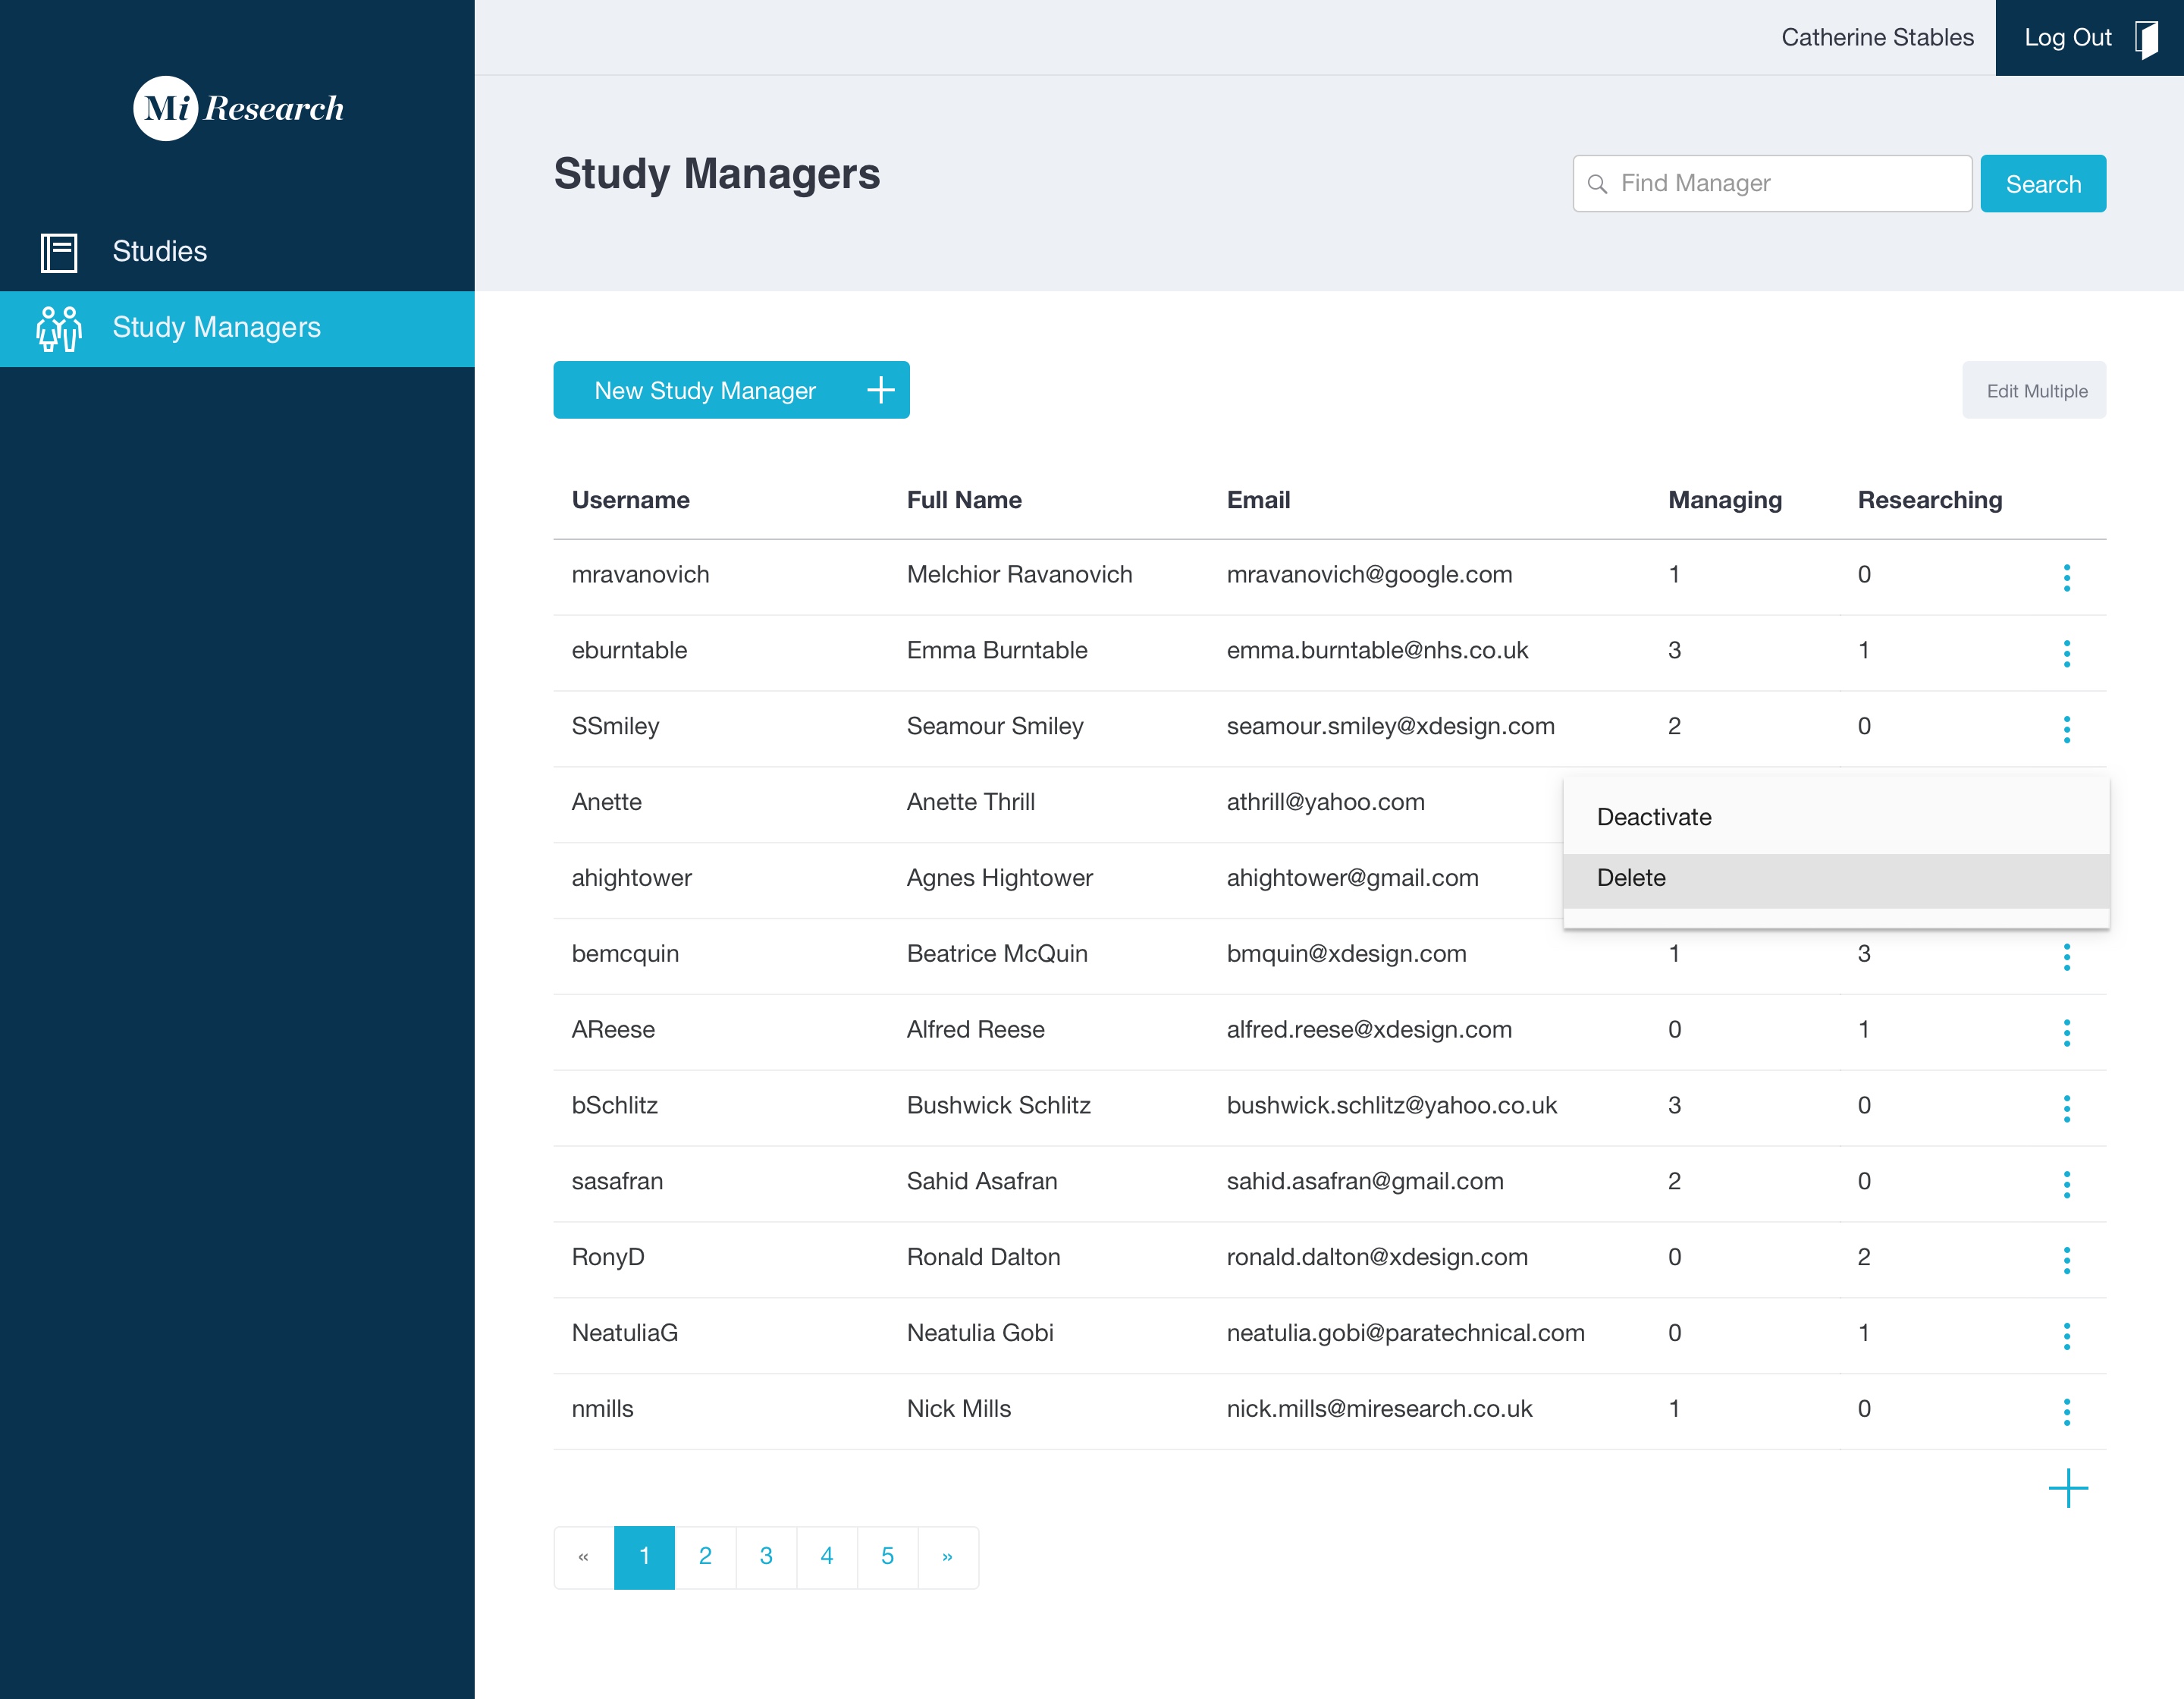 Catherine Stables Log Out
Mi Research
Study Managers
Find Manager Search
Studies
Study Managers
New Study Manager Edit Multiple
Username Full Name Email Managing Researching
mravanovich Melchior Ravanovich mravanovich@google.com 1 0
eburntable Emma Burntable emma.burntable@nhs.co.uk 3 1
SSmiley Seamour Smiley seamour.smiley@xdesign.com 2 0
Anette Anette Thrill athrill@yahoo.com
Deactivate
ahightower Agnes Hightower ahightower@gmail.com
Delete
bemcquin Beatrice McQuin bmquin@xdesign.com 1 3
AReese Alfred Reese alfred.reese@xdesign.com 0 1
bSchlitz Bushwick Schlitz bushwick.schlitz@yahoo.co.uk 3 0
sasafran Sahid Asafran sahid.asafran@gmail.com 2 0
RonyD Ronald Dalton ronald.dalton@xdesign.com 0 2
NeatuliaG Neatulia Gobi neatulia.gobi@paratechnical.com 0 1
nmills Nick Mills nick.mills@miresearch.co.uk 1 0
« 1 2 3 4 5 »